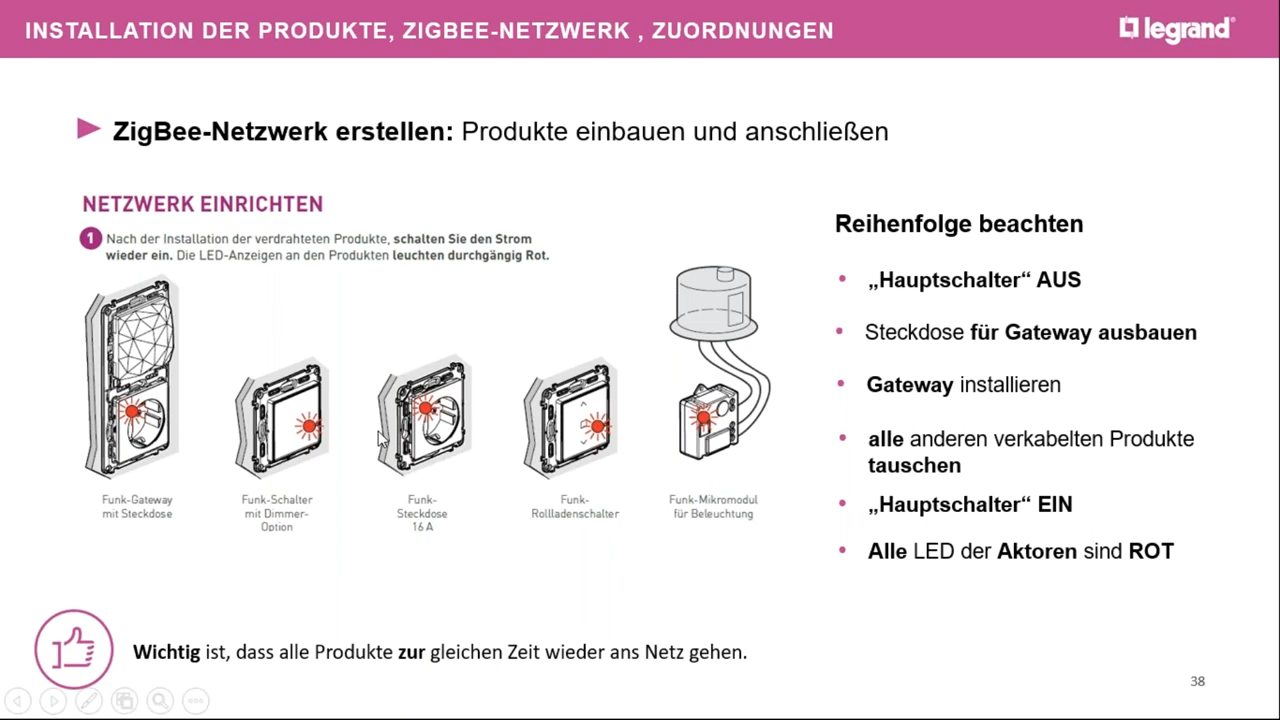 INSTALLATION DER PRODUKTE, ZIGBEE-NETZWERK , ZUORDNUNGEN
legrand®
ZigBee-Netzwerk erstellen: Produkte einbauen und anschließen
NETZWERK EINRICHTEN
1 Nach der Installation der verdrahteten Produkte, schalten Sie den Strom
wieder ein. Die LED-Anzeigen an den Produkten leuchten durchgängig Rot.
Funk-Gateway
mit Steckdose
Funk-Schalter
mit Dimmer-
Option
Funk-
Steckdose
16 A
Funk-
Rollladenschalter
Funk-Mikromodul
für Beleuchtung
Reihenfolge beachten
• „Hauptschalter“ AUS
• Steckdose für Gateway ausbauen
• Gateway installieren
• alle anderen verkabelten Produkte
tauschen
• „Hauptschalter“ EIN
• Alle LED der Aktoren sind ROT
Wichtig ist, dass alle Produkte zur gleichen Zeit wieder ans Netz gehen.
38